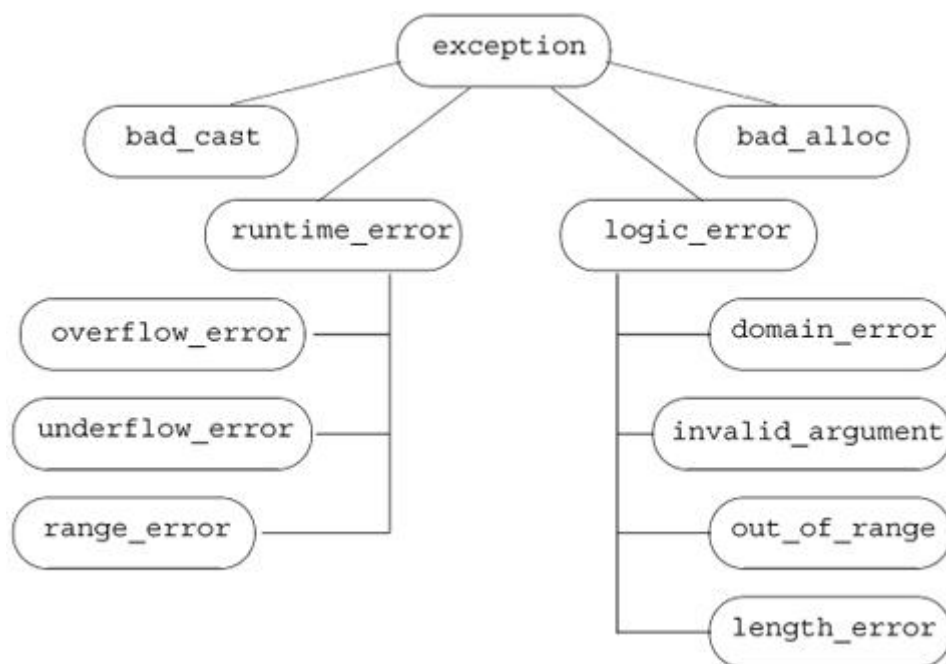 exception
bad_cast
bad_alloc
runtime_error
logic_error
overflow_error
domain_error
underflow_error
invalid_argument
range_error
out_of_range
length_error